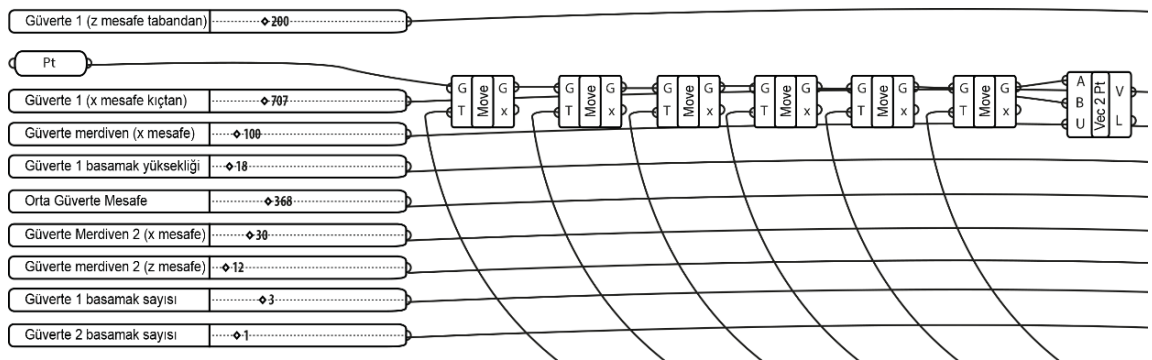 Güverte 1 (z mesafe tabandan) 200
Pt
Güverte 1 (x mesafe kıçtan) 707
Güverte merdiven (x mesafe) 100
Güverte 1 basamak yüksekliği 18
Orta Güverte Mesafe 368
Güverte Merdiven 2 (x mesafe) 30
Güverte merdiven 2 (z mesafe) 12
Güverte 1 basamak sayısı 3
Güverte 2 basamak sayısı 1
G T Move G x
G T Move G x
G T Move G x
G T Move G x
G T Move G x
G T Move G x
A B U Vec 2 Pt V L